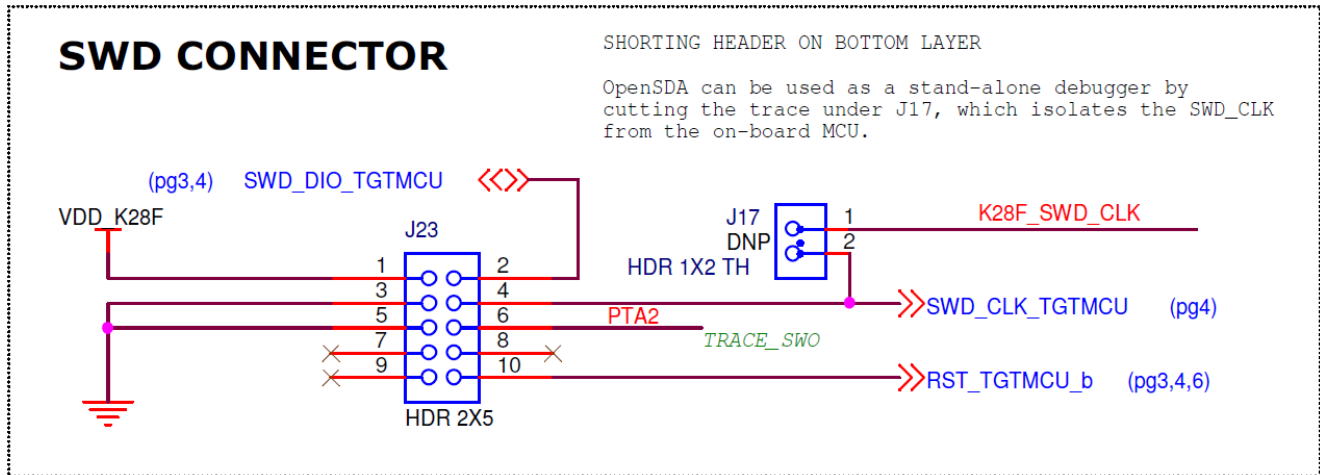 SWD CONNECTOR
SHORTING HEADER ON BOTTOM LAYER
OpenSDA can be used as a stand-alone debugger by
cutting the trace under J17, which isolates the SWD_CLK
from the on-board MCU.
(pg3,4) SWD_DIO_TGTMCU
VDD_K28F
J23
J17
DNP
HDR 1X2 TH
1
2
K28F_SWD_CLK
1 2
3 4
5 6
7 8
9 10
PTA2
TRACE_SWO
SWD_CLK_TGTMCU (pg4)
RST_TGTMCU_b (pg3,4,6)
HDR 2X5